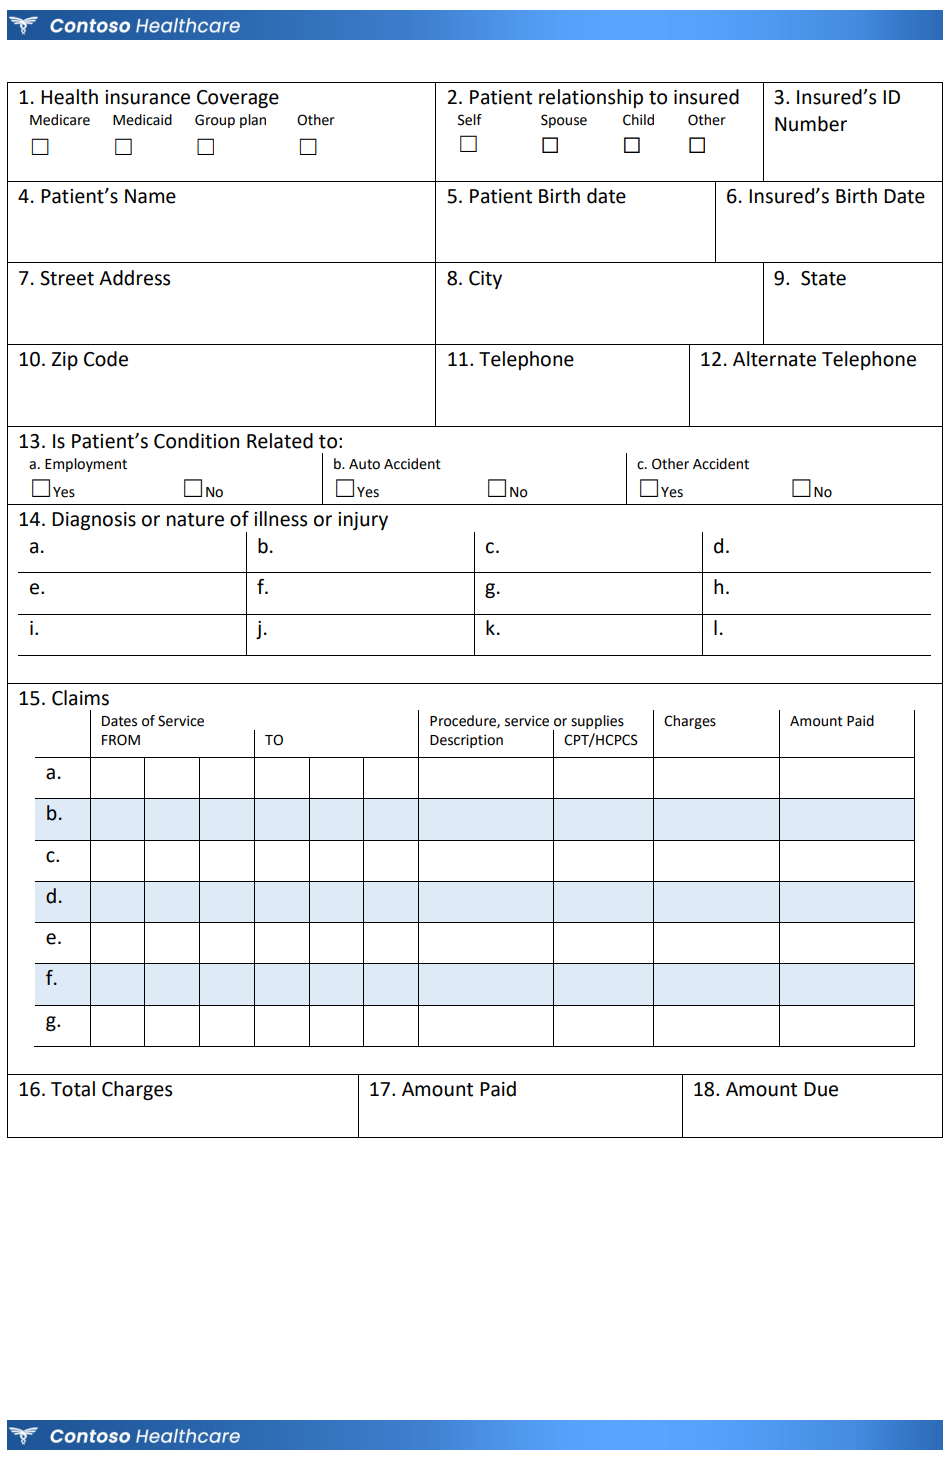 Contoso Healthcare
1. Health insurance Coverage
Medicare Medicaid Group plan Other
2. Patient relationship to insured
Self Spouse Child Other
3. Insured's ID
Number
4. Patient's Name
5. Patient Birth date
6. Insured's Birth Date
7. Street Address
8. City
9. State
10. Zip Code
11. Telephone
12. Alternate Telephone
13. Is Patient's Condition Related to:
a. Employment
Yes No
b. Auto Accident
Yes No
c. Other Accident
Yes No
14. Diagnosis or nature of illness or injury
a. b. c. d.
e. f. g. h.
i. j. k. l.
15. Claims
Dates of Service Procedure, service or supplies Charges Amount Paid
FROM TO Description CPT/HCPCS
a.
b.
c.
d.
e.
f.
g.
16. Total Charges
17. Amount Paid
18. Amount Due
Contoso Healthcare